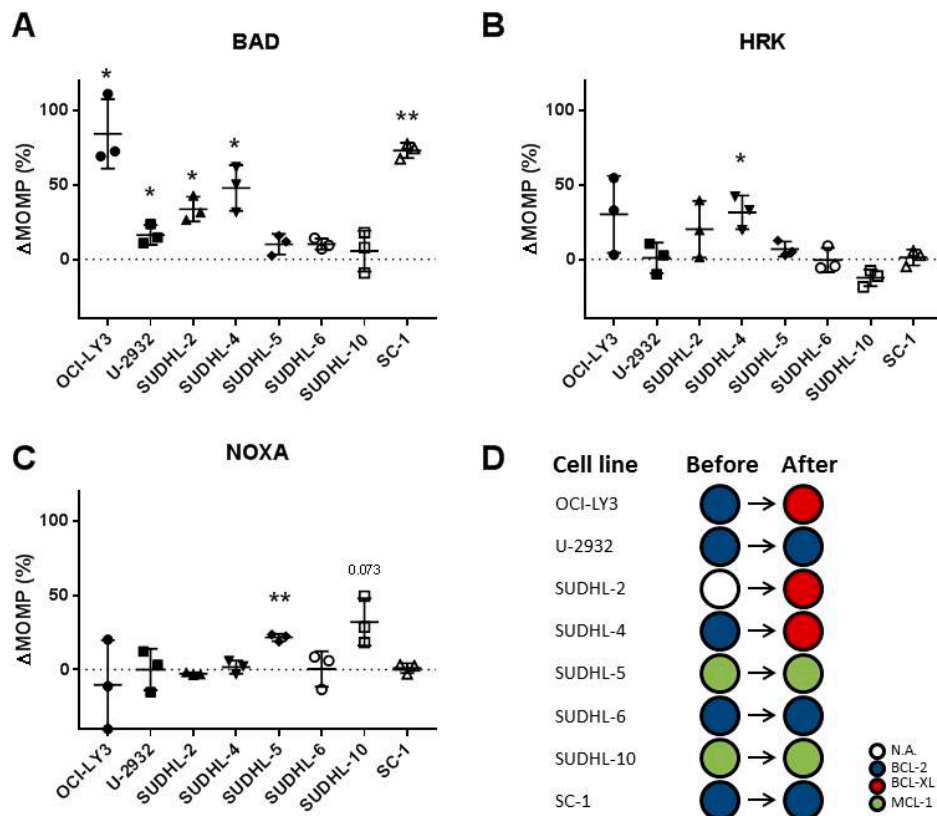 A
BAD
ΔMOMP (%)
100
50
0
*
*
*
*
**
OCI-LY3
U-2932
SUDHL-2
SUDHL-4
SUDHL-5
SUDHL-6
SUDHL-10
SC-1
B
HRK
ΔMOMP (%)
100
50
0
*
OCI-LY3
U-2932
SUDHL-2
SUDHL-4
SUDHL-5
SUDHL-6
SUDHL-10
SC-1
C
NOXA
ΔMOMP (%)
100
50
0
**
0.073
OCI-LY3
U-2932
SUDHL-2
SUDHL-4
SUDHL-5
SUDHL-6
SUDHL-10
SC-1
D
Cell line Before After
OCI-LY3
U-2932
SUDHL-2
SUDHL-4
SUDHL-5
SUDHL-6
SUDHL-10
SC-1
N.A.
BCL-2
BCL-XL
MCL-1